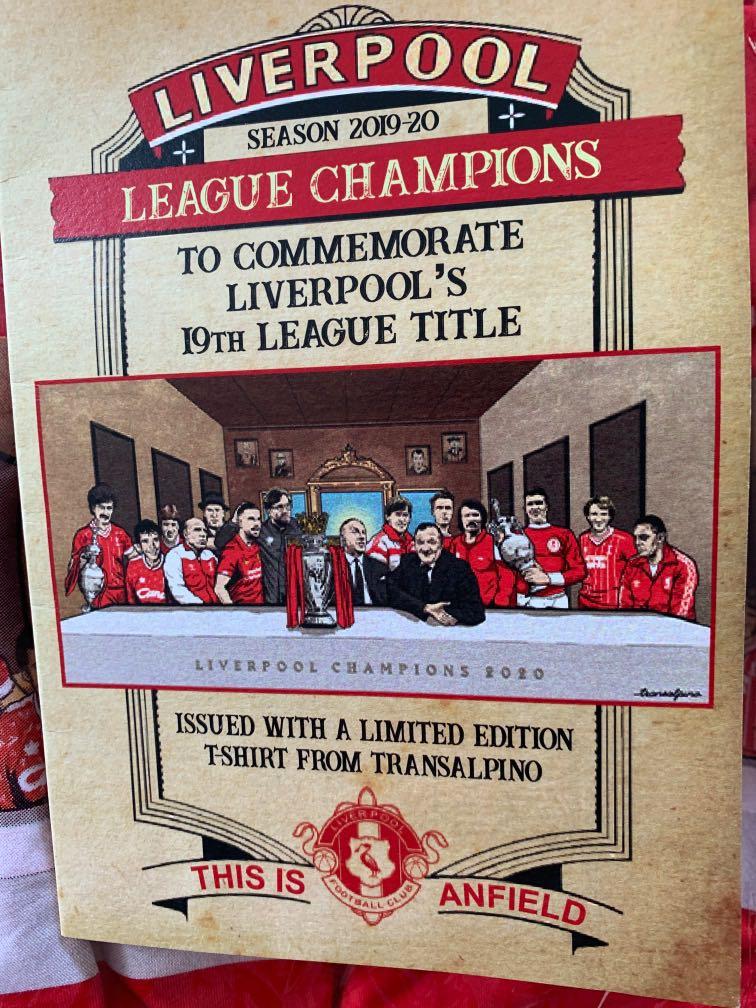 LIVERPOOL
SEASON 2019-20
LEAGUE CHAMPIONS
TO COMMEMORATE
LIVERPOOL'S
19TH LEAGUE TITLE
LIVERPOOL CHAMPIONS 2020
transalpino
ISSUED WITH A LIMITED EDITION
T-SHIRT FROM TRANSALPINO
LIVERPOOL
FOOTBALL CLUB
THIS IS ANFIELD